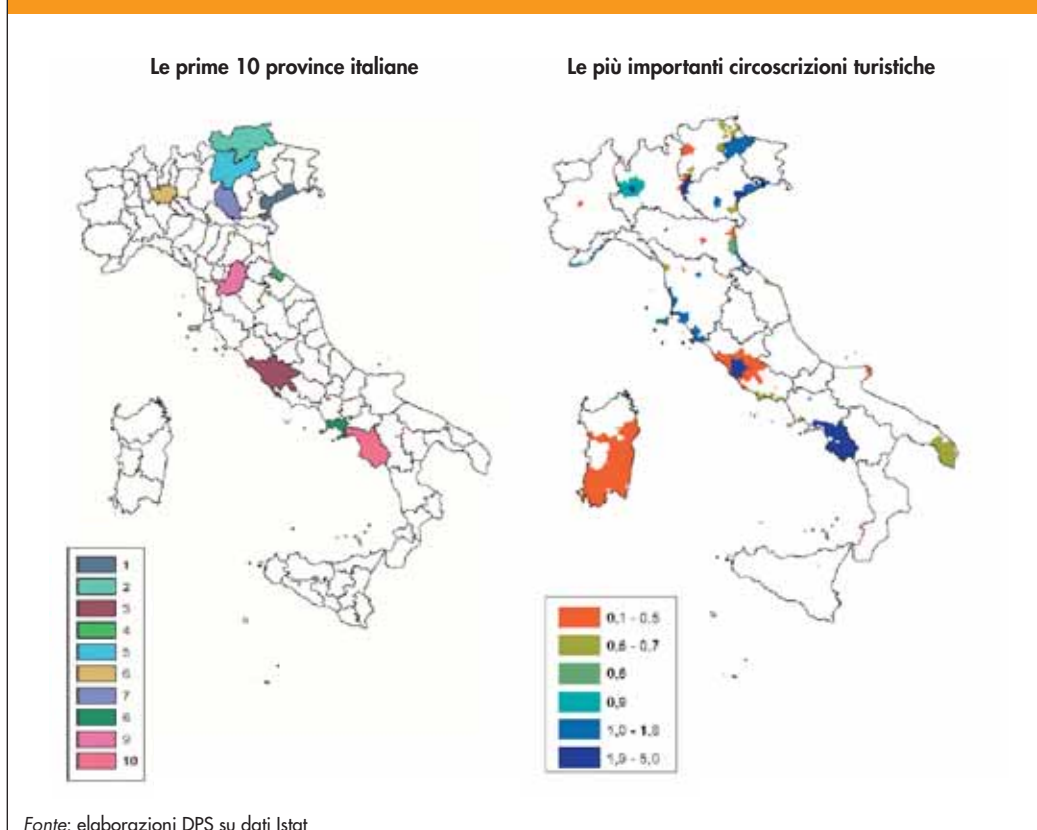 Le prime 10 province italiane
Le più importanti circoscrizioni turistiche
1
2
3
4
5
6
7
8
9
10
0,1 - 0,5
0,6 - 0,7
0,8
0,9
1,0 - 1,8
1,9 - 5,0
Fonte: elaborazioni DPS su dati Istat